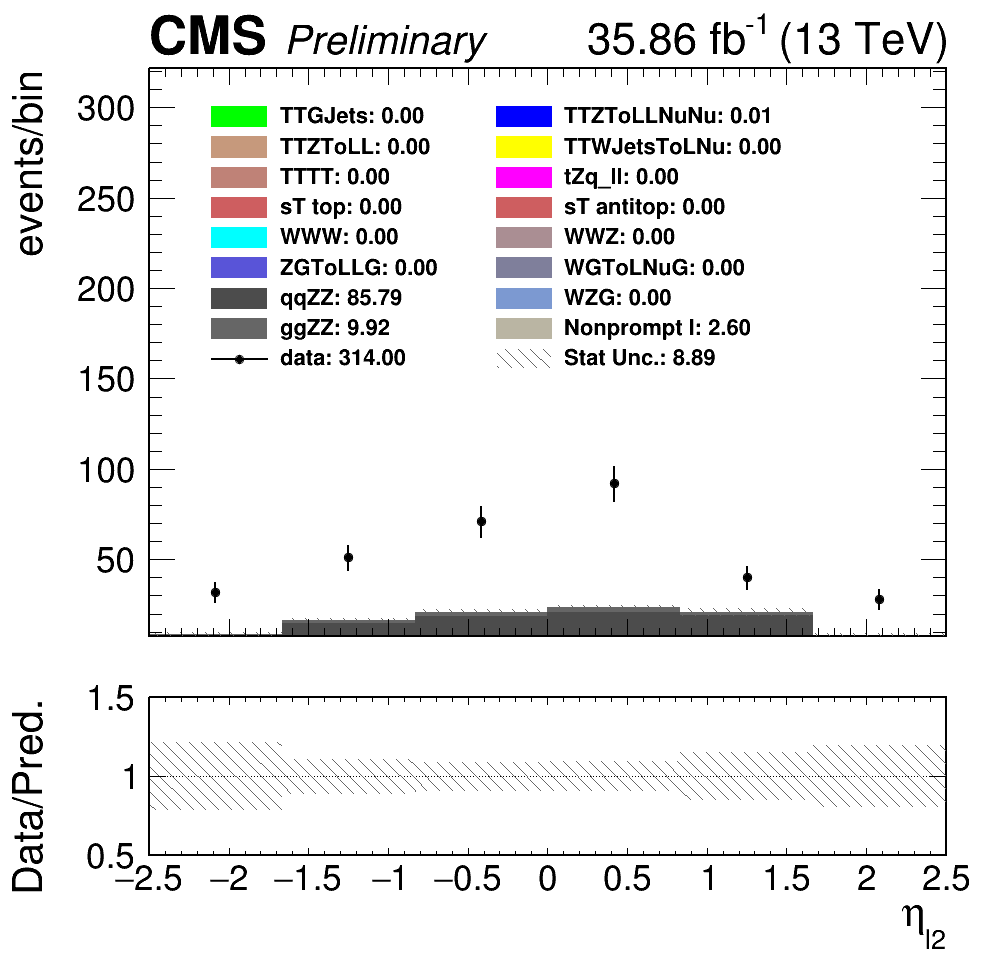 CMS Preliminary 35.86 fb-1 (13 TeV)
events/bin
300
250
200
150
100
50
TTGJets: 0.00 TTZToLLNuNu: 0.01
TTZToLL: 0.00 TTWJetsToLNu: 0.00
TTTT: 0.00 tZq_ll: 0.00
sT top: 0.00 sT antitop: 0.00
WWW: 0.00 WWZ: 0.00
ZGToLLG: 0.00 WGToLNuG: 0.00
qqZZ: 85.79 WZG: 0.00
ggZZ: 9.92 Nonprompt l: 2.60
data: 314.00 Stat Unc.: 8.89
Data/Pred.
1.5
1
0.5
−2.5 −2 −1.5 −1 −0.5 0 0.5 1 1.5 2 2.5
η l2